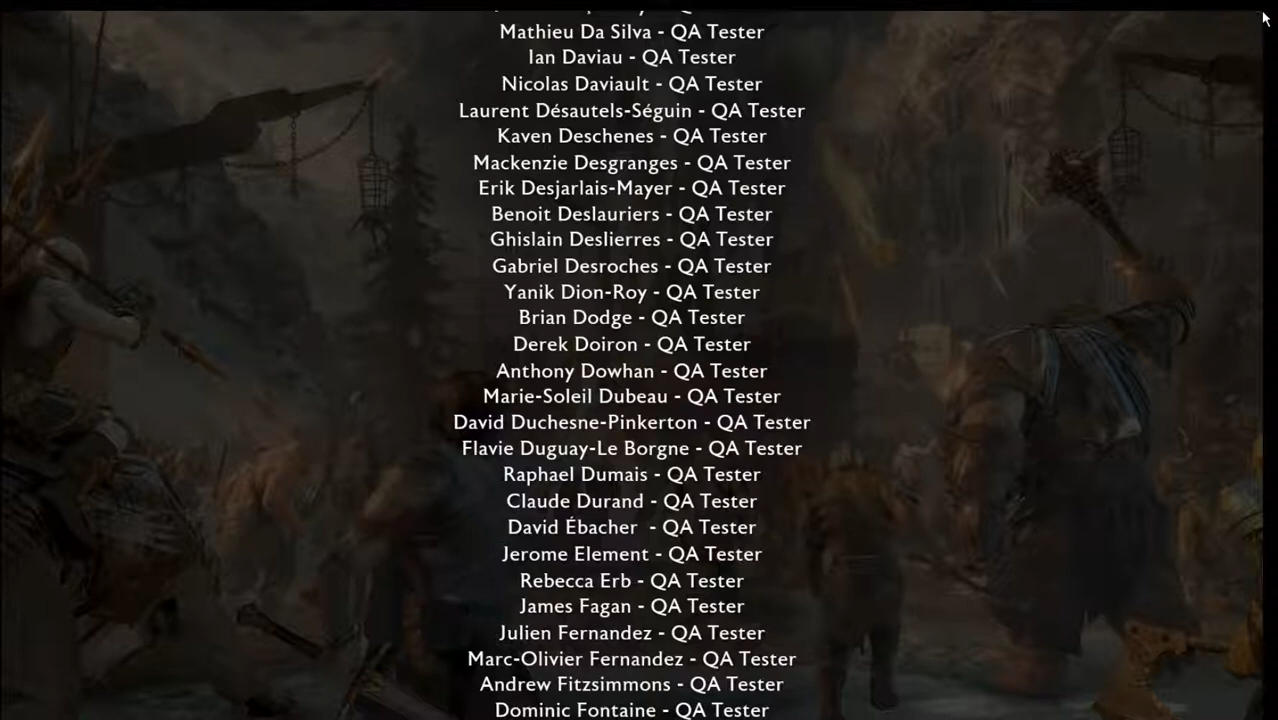 Mathieu Da Silva - QA Tester
Ian Daviau - QA Tester
Nicolas Daviault - QA Tester
Laurent Désautels-Séguin - QA Tester
Kaven Deschenes - QA Tester
Mackenzie Desgranges - QA Tester
Erik Desjarlais-Mayer - QA Tester
Benoit Deslauriers - QA Tester
Ghislain Deslierres - QA Tester
Gabriel Desroches - QA Tester
Yanik Dion-Roy - QA Tester
Brian Dodge - QA Tester
Derek Doiron - QA Tester
Anthony Dowhan - QA Tester
Marie-Soleil Dubeau - QA Tester
David Duchesne-Pinkerton - QA Tester
Flavie Duguay-Le Borgne - QA Tester
Raphael Dumais - QA Tester
Claude Durand - QA Tester
David Ébacher  - QA Tester
Jerome Element - QA Tester
Rebecca Erb - QA Tester
James Fagan - QA Tester
Julien Fernandez - QA Tester
Marc-Olivier Fernandez - QA Tester
Andrew Fitzsimmons - QA Tester
Dominic Fontaine - QA Tester